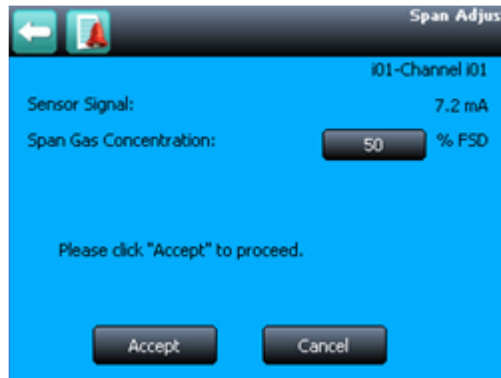 Span Adjus
i01-Channel i01
Sensor Signal: 7.2 mA
Span Gas Concentration: 50 % FSD
Please click "Accept" to proceed.
Accept Cancel